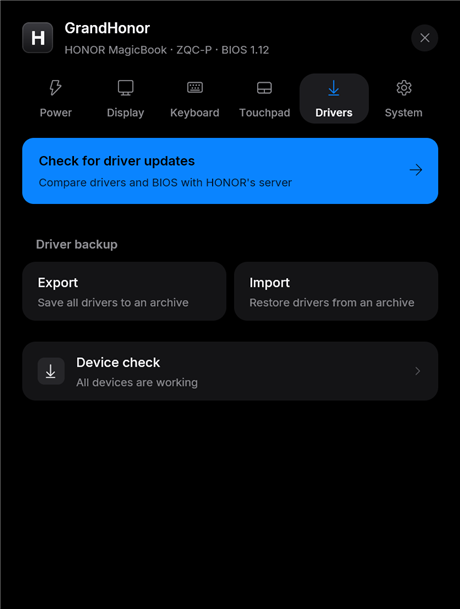 H
GrandHonor
HONOR MagicBook · ZQC-P · BIOS 1.12
Power
Display
Keyboard
Touchpad
Drivers
System
Check for driver updates
Compare drivers and BIOS with HONOR's server
Driver backup
Export
Save all drivers to an archive
Import
Restore drivers from an archive
Device check
All devices are working